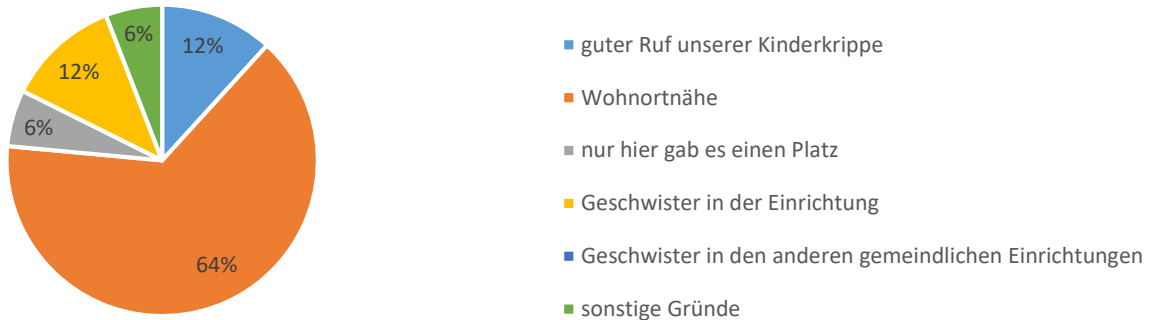 6%
12%
12%
6%
64%
guter Ruf unserer Kinderkrippe
Wohnortnähe
nur hier gab es einen Platz
Geschwister in der Einrichtung
Geschwister in den anderen gemeindlichen Einrichtungen
sonstige Gründe